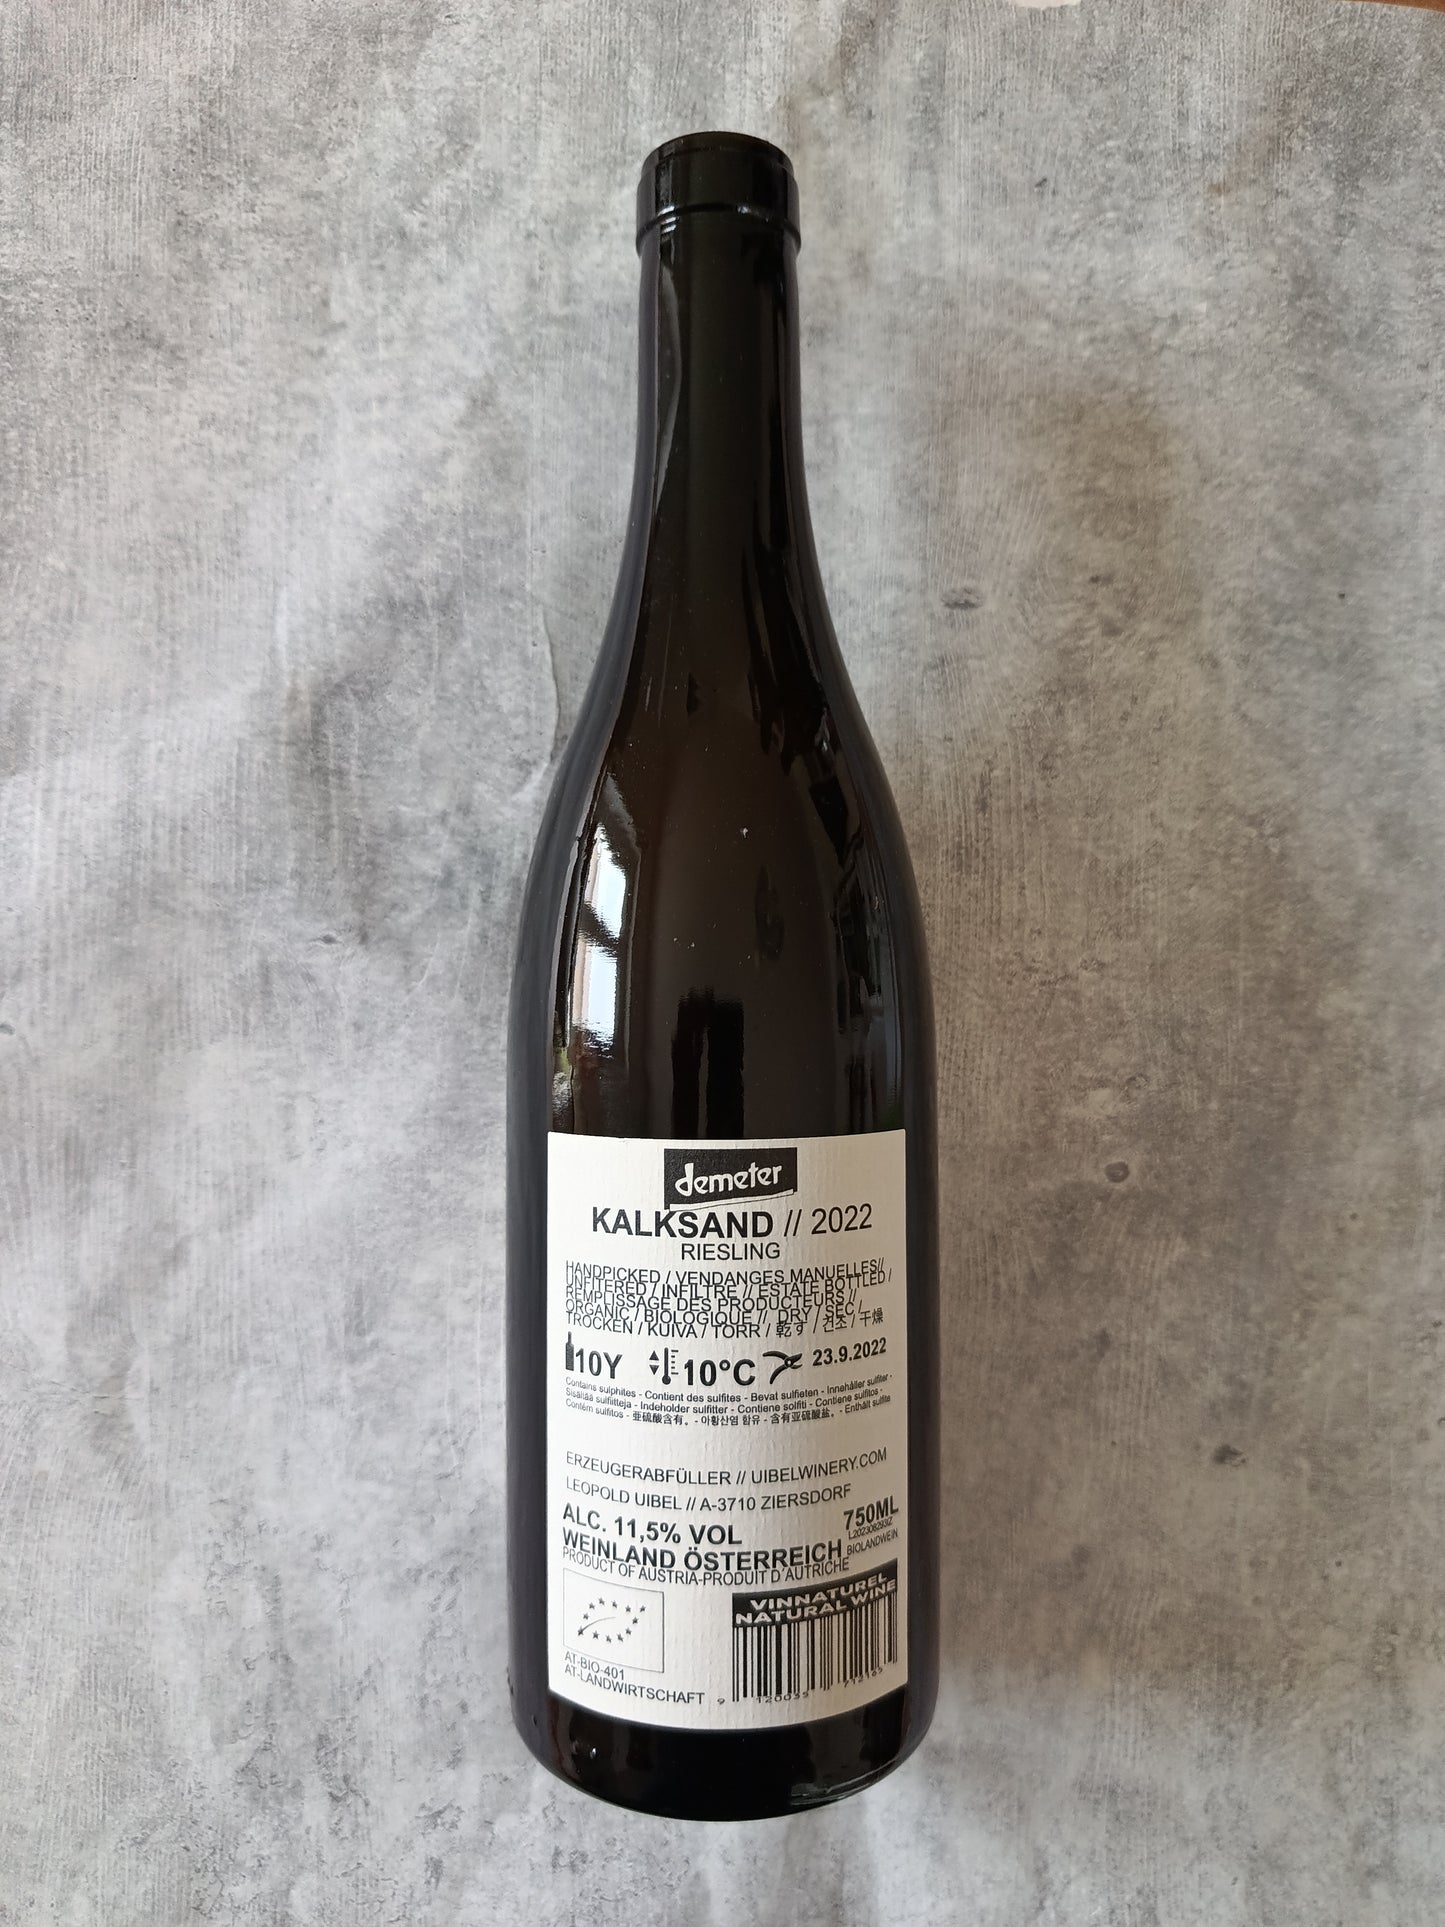 demeter
KALKSAND // 2022
RIESLING
HANDPICKED / VENDANGES MANUELLES//
UNFITERED / INFILTRE // ESTATE BOTTLED /
REMPLISSAGE DES PRODUCTEURS //
ORGANIC / BIOLOGIQUE // DRY / SEC /
TROCKEN / KUIVA / TORR / 乾す / 건조 / 干燥
10Y 10°C 23.9.2022
Contains sulphites - Contient des sulfites - Bevat sulfieten - Innehåller sulfiter -
Sisältää sulfiitteja - Indeholder sulfitter - Contiene solfiti - Contiene sulfitos -
Contém sulfitos - 亜硫酸含有。 - 아황산염 함유 - 含有亚硫酸盐。 - Enthält sulfite
ERZEUGERABFÜLLER // UIBELWINERY.COM
LEOPOLD UIBEL // A-3710 ZIERSDORF
ALC. 11,5% VOL 750ML
WEINLAND ÖSTERREICH BIOLANDWEIN
PRODUCT OF AUSTRIA-PRODUIT D´AUTRICHE
VINNATUREL
NATURAL WINE
AT-BIO-401
AT-LANDWIRTSCHAFT
9 120035 712165